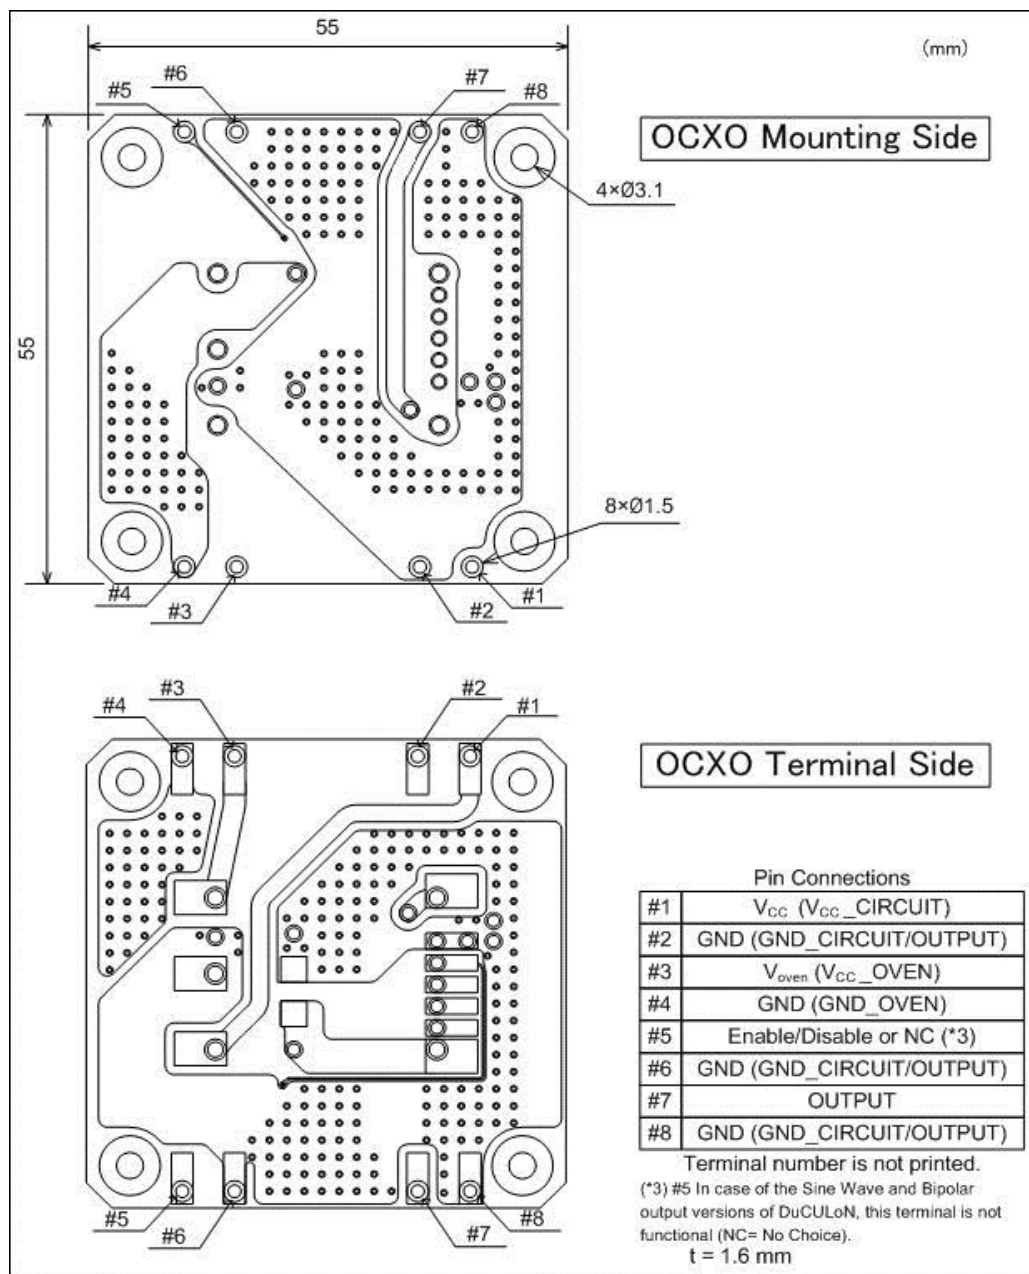 55
(mm)
#5
#6
#7
#8
OCXO Mounting Side
4×Ø3.1
55
8×Ø1.5
#4
#3
#2
#1
#4
#3
#2
#1
OCXO Terminal Side
Pin Connections
#1 VCC (VCC_CIRCUIT)
#2 GND (GND_CIRCUIT/OUTPUT)
#3 Voven (VCC_OVEN)
#4 GND (GND_OVEN)
#5 Enable/Disable or NC (*3)
#6 GND (GND_CIRCUIT/OUTPUT)
#7 OUTPUT
#8 GND (GND_CIRCUIT/OUTPUT)
Terminal number is not printed.
(*3) #5 In case of the Sine Wave and Bipolar
output versions of DuCULoN, this terminal is not
functional (NC= No Choice).
t = 1.6 mm
#5
#6
#7
#8